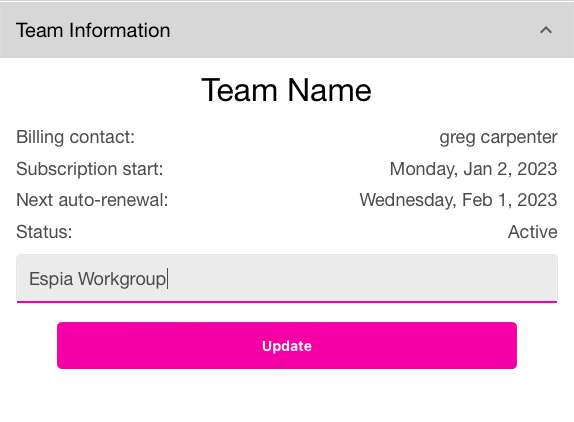 Team Information
Team Name
Billing contact: greg carpenter
Subscription start: Monday, Jan 2, 2023
Next auto-renewal: Wednesday, Feb 1, 2023
Status: Active
Espia Workgroup
Update